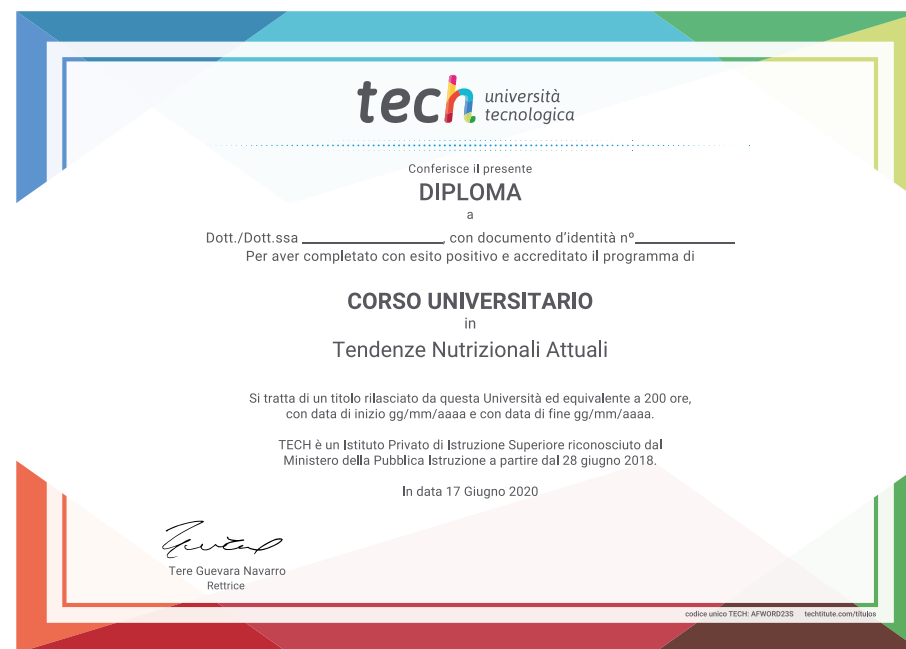 tech università
tecnologica
Conferisce il presente
DIPLOMA
a
Dott./Dott.ssa ____________________, con documento d'identità nº______________
Per aver completato con esito positivo e accreditato il programma di
CORSO UNIVERSITARIO
in
Tendenze Nutrizionali Attuali
Si tratta di un titolo rilasciato da questa Università ed equivalente a 200 ore,
con data di inizio gg/mm/aaaa e con data di fine gg/mm/aaaa.
TECH è un Istituto Privato di Istruzione Superiore riconosciuto dal
Ministero della Pubblica Istruzione a partire dal 28 giugno 2018.
In data 17 Giugno 2020
Tere Guevara Navarro
Rettrice
codice unico TECH: AFWORD23S techtitute.com/títulos